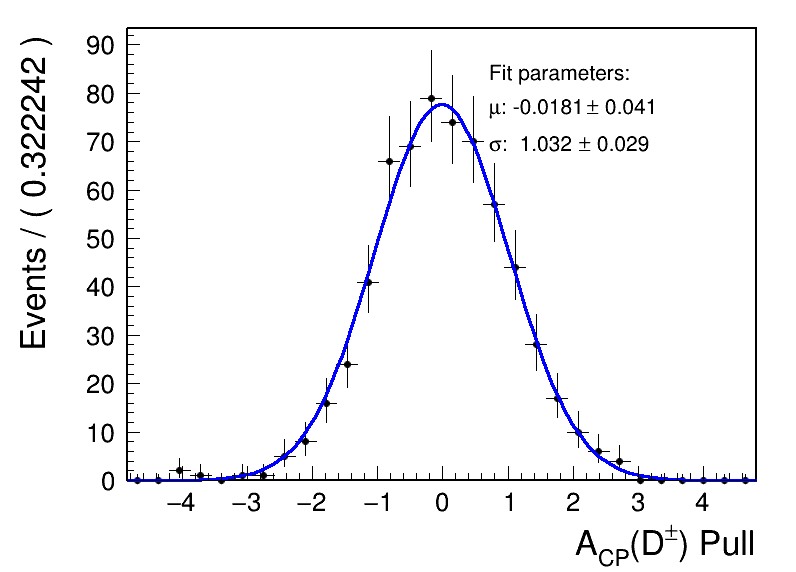 Events / ( 0.322242 )
90
80
70
60
50
40
30
20
10
0
Fit parameters:
μ: -0.0181 ± 0.041
σ: 1.032 ± 0.029
−4 −3 −2 −1 0 1 2 3 4
A_CP(D^±) Pull